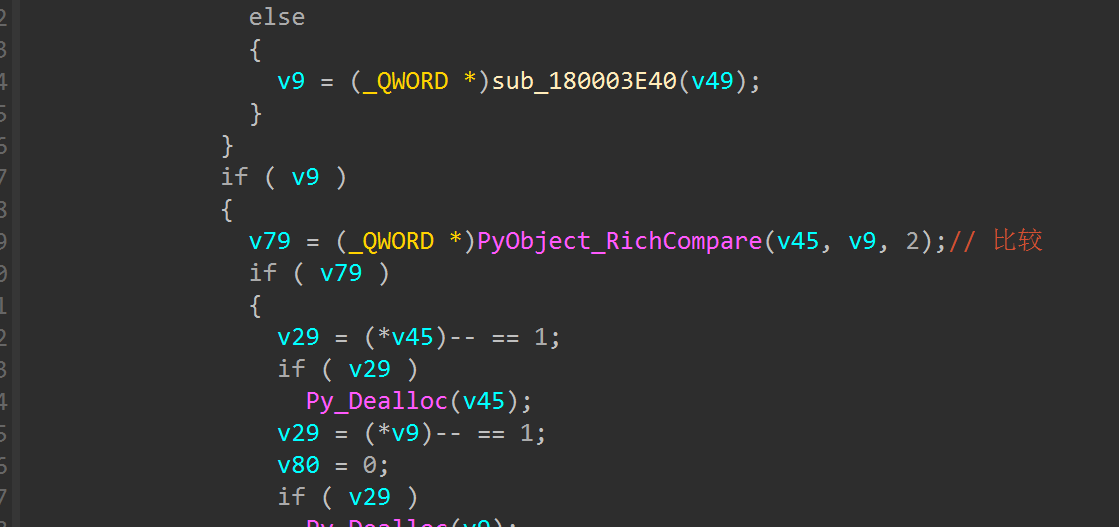 2 else
3 {
4 v9 = (_QWORD *)sub_180003E40(v49);
5 }
6 }
7 if ( v9 )
8 {
9 v79 = (_QWORD *)PyObject_RichCompare(v45, v9, 2);// 比较
0 if ( v79 )
1 {
2 v29 = (*v45)-- == 1;
3 if ( v29 )
4 Py_Dealloc(v45);
5 v29 = (*v9)-- == 1;
6 v80 = 0;
7 if ( v29 )
Py_Dealloc(v9);